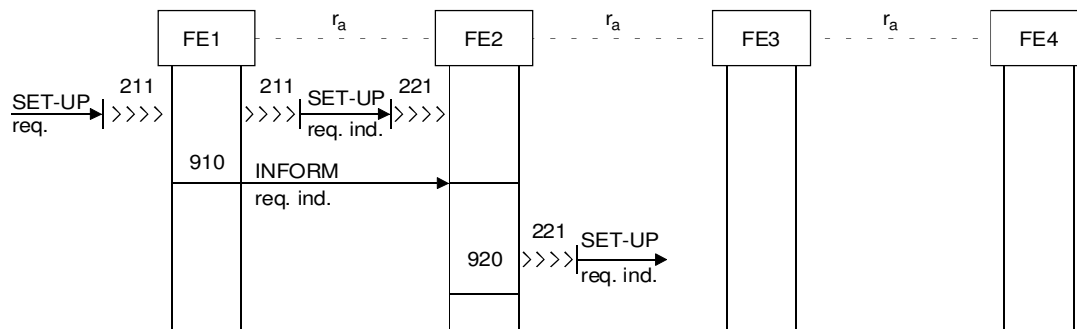 FE1 rₐ FE2 rₐ FE3 rₐ FE4
211 211 221
SET-UP SET-UP
req. req. ind.
910 INFORM
req. ind.
221 SET-UP
920 req. ind.